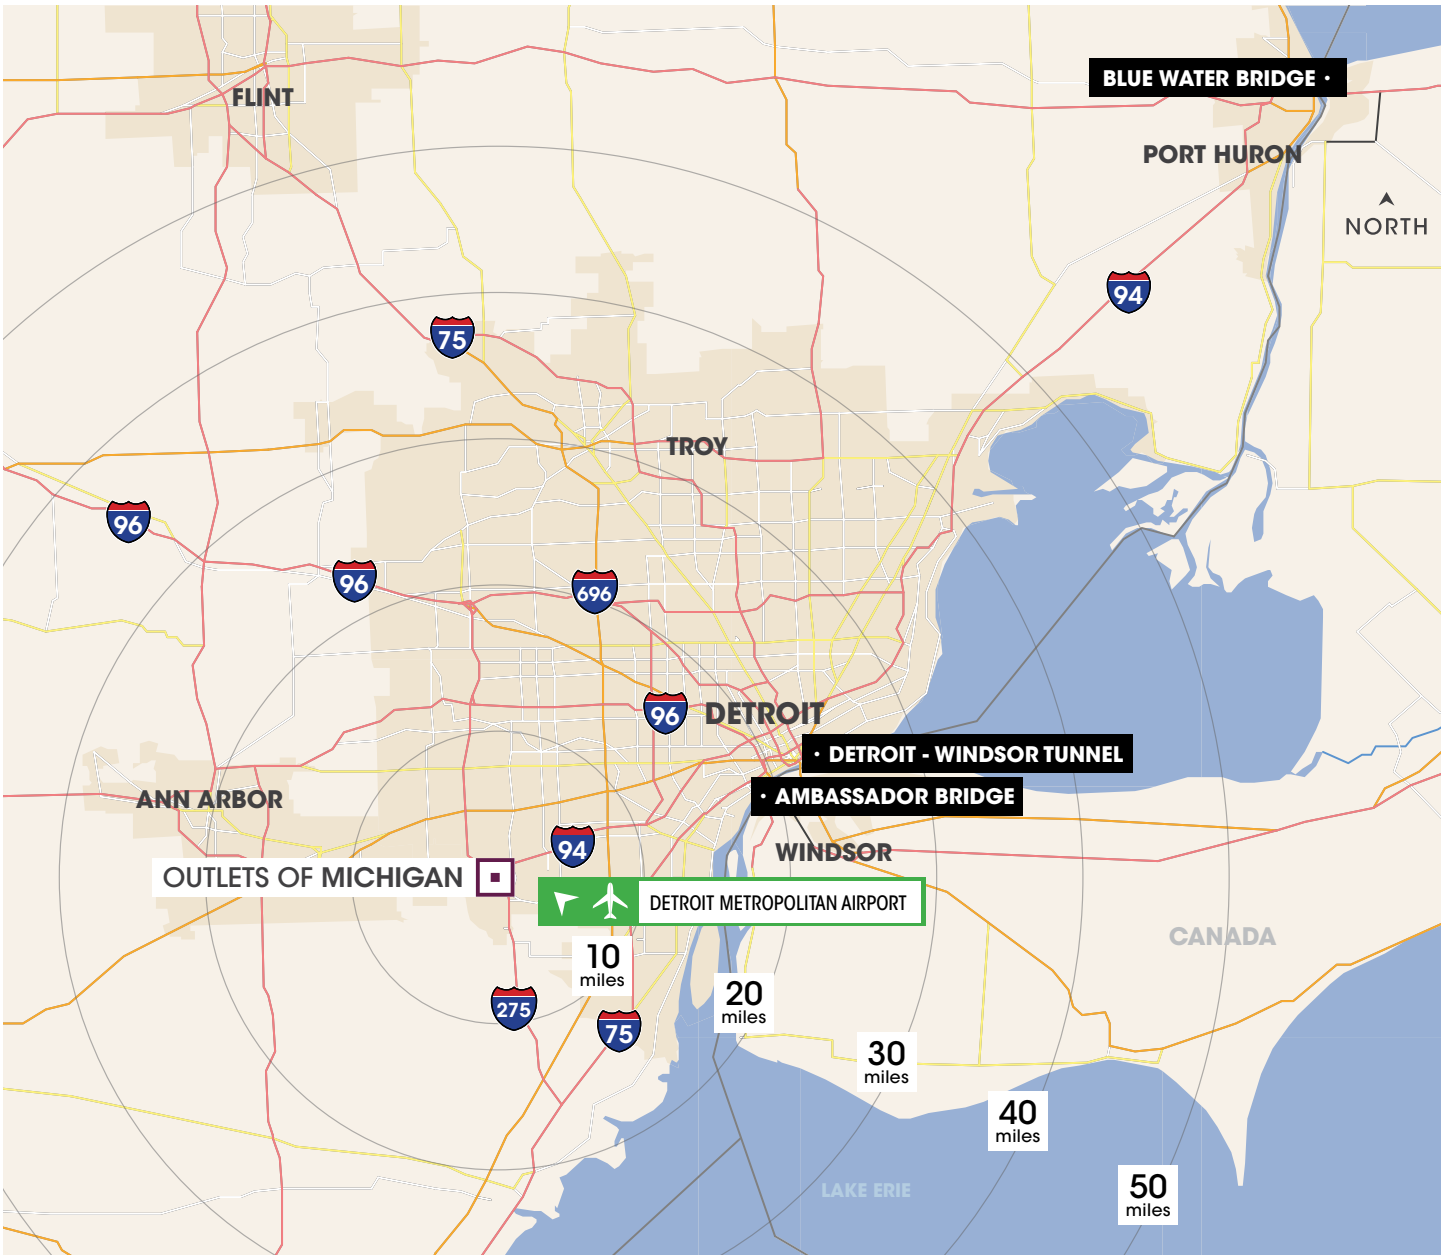 BLUE WATER BRIDGE •
FLINT
PORT HURON
NORTH
94
75
TROY
96
96
696
96
DETROIT
• DETROIT - WINDSOR TUNNEL
• AMBASSADOR BRIDGE
ANN ARBOR
94
WINDSOR
OUTLETS OF MICHIGAN
DETROIT METROPOLITAN AIRPORT
CANADA
10
miles
20
miles
275
75
30
miles
40
miles
LAKE ERIE
50
miles